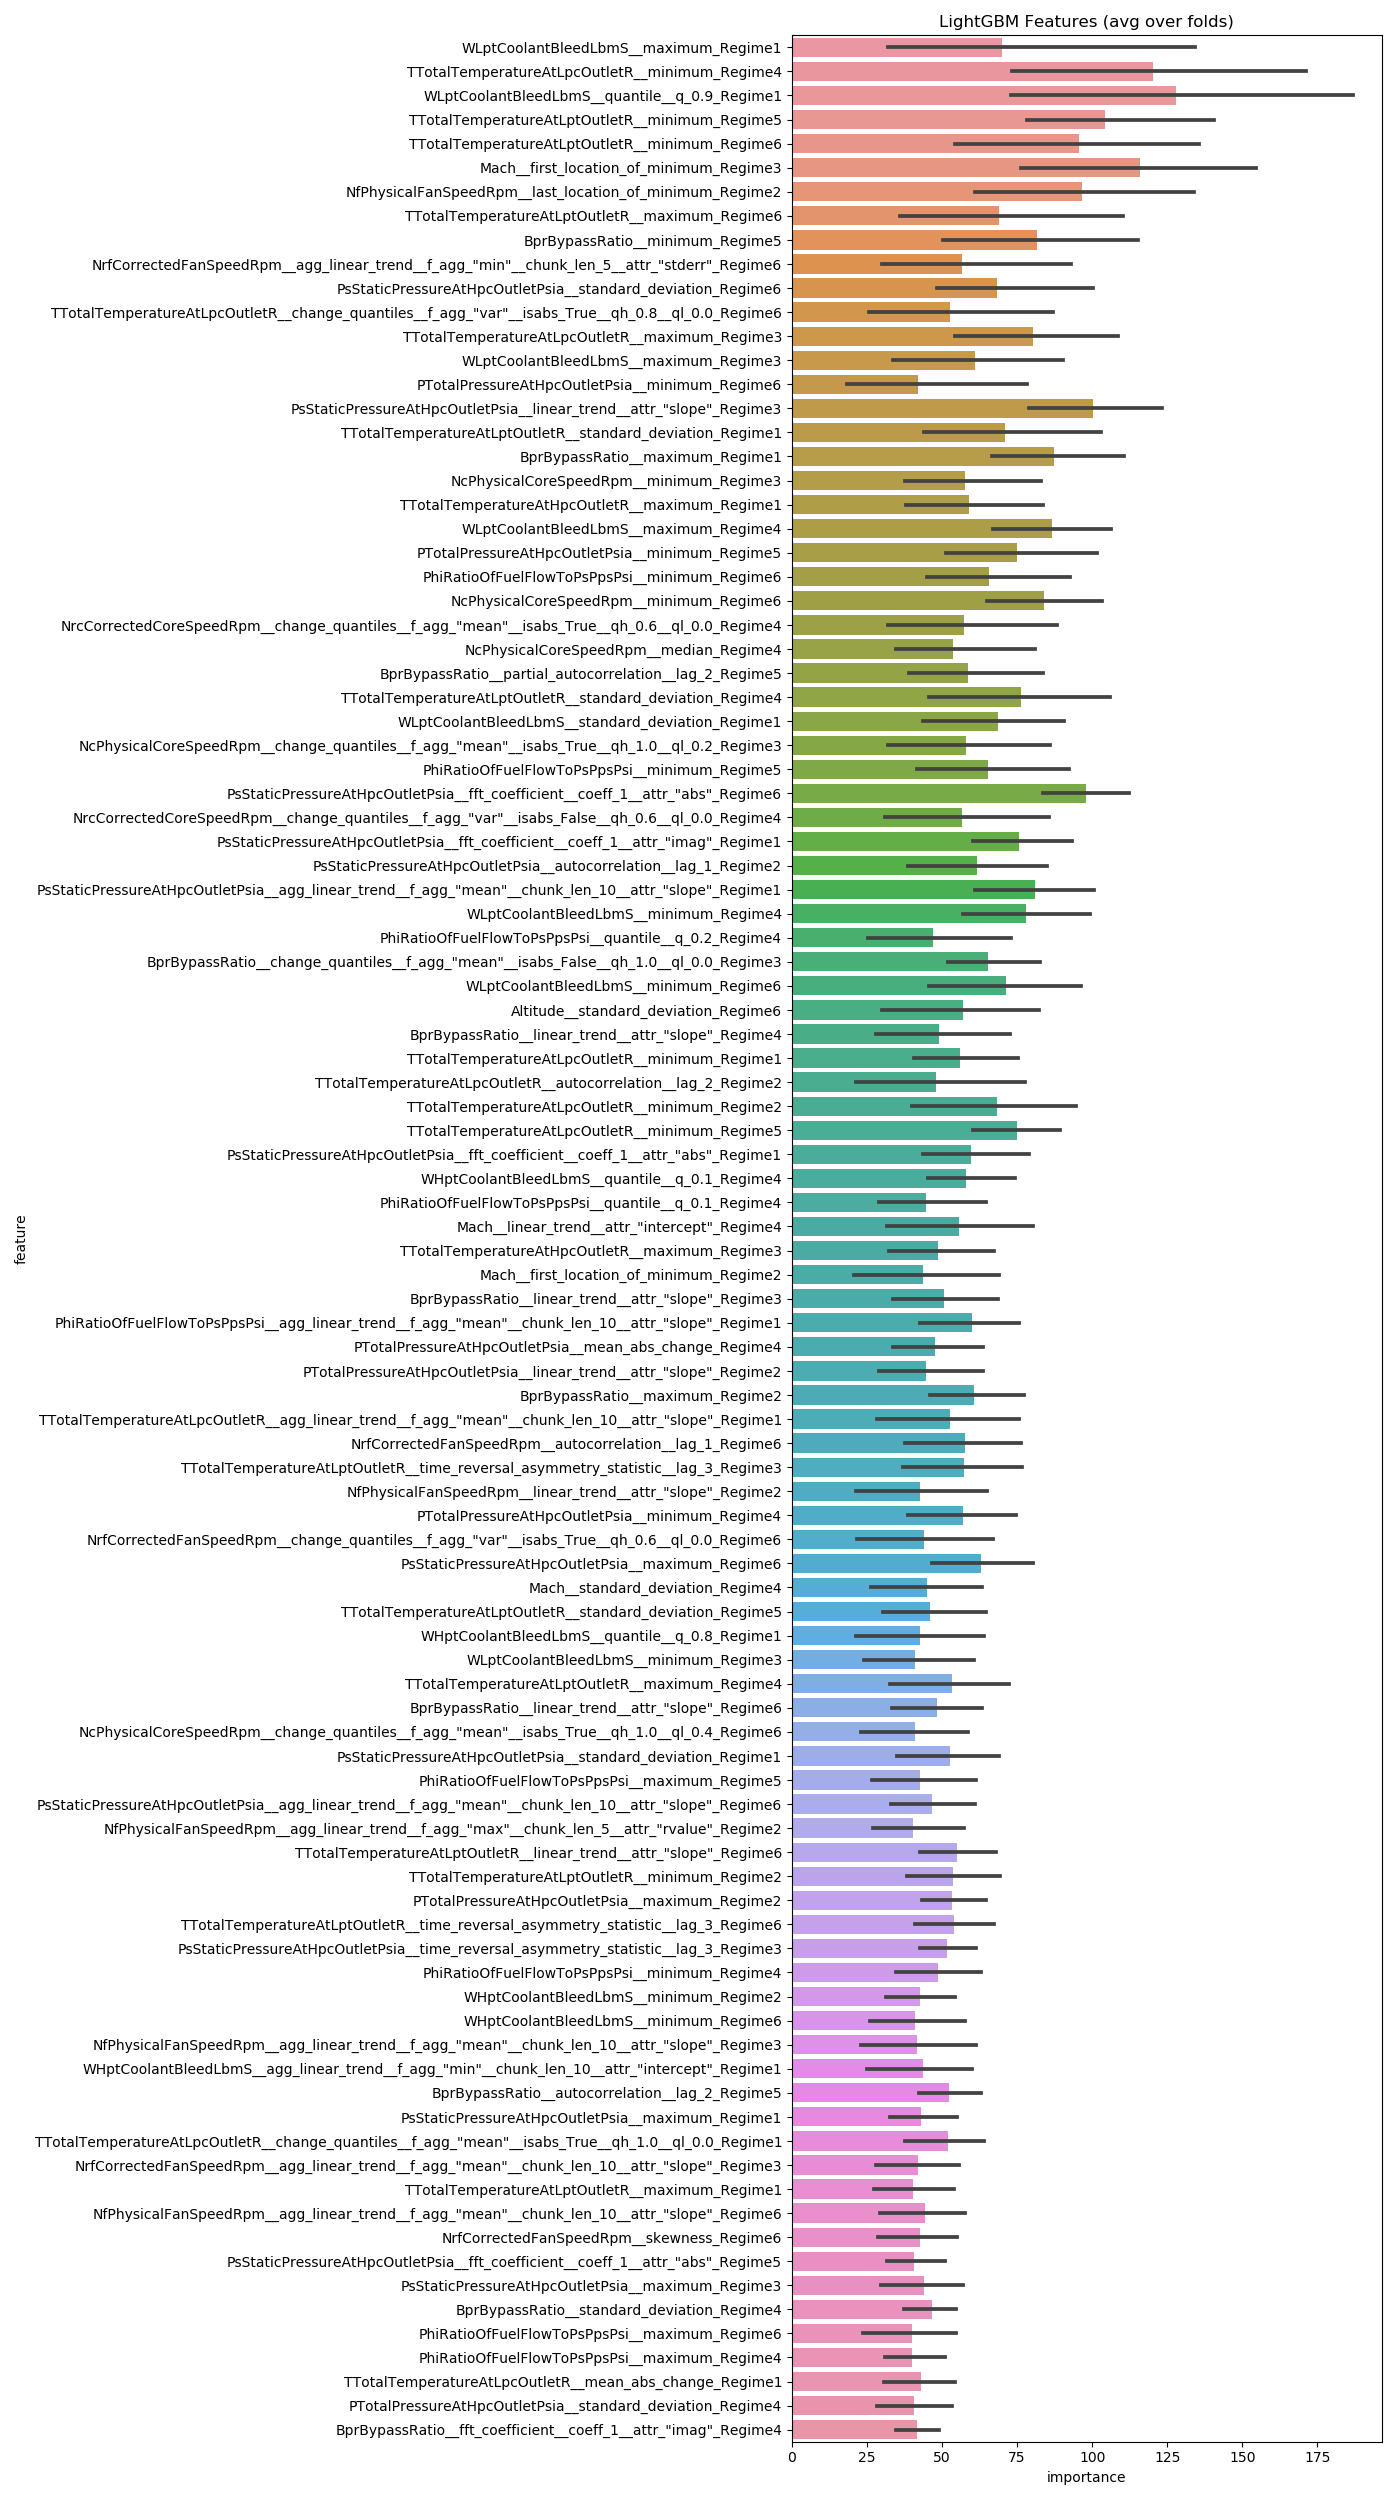 LightGBM Features (avg over folds)
WLptCoolantBleedLbmS__maximum_Regime1
TTotalTemperatureAtLpcOutletR__minimum_Regime4
WLptCoolantBleedLbmS__quantile__q_0.9_Regime1
TTotalTemperatureAtLptOutletR__minimum_Regime5
TTotalTemperatureAtLptOutletR__minimum_Regime6
Mach__first_location_of_minimum_Regime3
NfPhysicalFanSpeedRpm__last_location_of_minimum_Regime2
TTotalTemperatureAtLptOutletR__maximum_Regime6
BprBypassRatio__minimum_Regime5
NrfCorrectedFanSpeedRpm__agg_linear_trend__f_agg_"min"__chunk_len_5__attr_"stderr"_Regime6
PsStaticPressureAtHpcOutletPsia__standard_deviation_Regime6
TTotalTemperatureAtLpcOutletR__change_quantiles__f_agg_"var"__isabs_True__qh_0.8__ql_0.0_Regime6
TTotalTemperatureAtLpcOutletR__maximum_Regime3
WLptCoolantBleedLbmS__maximum_Regime3
PTotalPressureAtHpcOutletPsia__minimum_Regime6
PsStaticPressureAtHpcOutletPsia__linear_trend__attr_"slope"_Regime3
TTotalTemperatureAtLptOutletR__standard_deviation_Regime1
BprBypassRatio__maximum_Regime1
NcPhysicalCoreSpeedRpm__minimum_Regime3
TTotalTemperatureAtHpcOutletR__maximum_Regime1
WLptCoolantBleedLbmS__maximum_Regime4
PTotalPressureAtHpcOutletPsia__minimum_Regime5
PhiRatioOfFuelFlowToPsPpsPsi__minimum_Regime6
NcPhysicalCoreSpeedRpm__minimum_Regime6
NrcCorrectedCoreSpeedRpm__change_quantiles__f_agg_"mean"__isabs_True__qh_0.6__ql_0.0_Regime4
NcPhysicalCoreSpeedRpm__median_Regime4
BprBypassRatio__partial_autocorrelation__lag_2_Regime5
TTotalTemperatureAtLptOutletR__standard_deviation_Regime4
WLptCoolantBleedLbmS__standard_deviation_Regime1
NcPhysicalCoreSpeedRpm__change_quantiles__f_agg_"mean"__isabs_True__qh_1.0__ql_0.2_Regime3
PhiRatioOfFuelFlowToPsPpsPsi__minimum_Regime5
PsStaticPressureAtHpcOutletPsia__fft_coefficient__coeff_1__attr_"abs"_Regime6
NrcCorrectedCoreSpeedRpm__change_quantiles__f_agg_"var"__isabs_False__qh_0.6__ql_0.0_Regime4
PsStaticPressureAtHpcOutletPsia__fft_coefficient__coeff_1__attr_"imag"_Regime1
PsStaticPressureAtHpcOutletPsia__autocorrelation__lag_1_Regime2
PsStaticPressureAtHpcOutletPsia__agg_linear_trend__f_agg_"mean"__chunk_len_10__attr_"slope"_Regime1
WLptCoolantBleedLbmS__minimum_Regime4
PhiRatioOfFuelFlowToPsPpsPsi__quantile__q_0.2_Regime4
BprBypassRatio__change_quantiles__f_agg_"mean"__isabs_False__qh_1.0__ql_0.0_Regime3
WLptCoolantBleedLbmS__minimum_Regime6
Altitude__standard_deviation_Regime6
BprBypassRatio__linear_trend__attr_"slope"_Regime4
TTotalTemperatureAtLpcOutletR__minimum_Regime1
TTotalTemperatureAtLpcOutletR__autocorrelation__lag_2_Regime2
TTotalTemperatureAtLpcOutletR__minimum_Regime2
TTotalTemperatureAtLpcOutletR__minimum_Regime5
PsStaticPressureAtHpcOutletPsia__fft_coefficient__coeff_1__attr_"abs"_Regime1
WHptCoolantBleedLbmS__quantile__q_0.1_Regime4
PhiRatioOfFuelFlowToPsPpsPsi__quantile__q_0.1_Regime4
Mach__linear_trend__attr_"intercept"_Regime4
TTotalTemperatureAtHpcOutletR__maximum_Regime3
Mach__first_location_of_minimum_Regime2
BprBypassRatio__linear_trend__attr_"slope"_Regime3
PhiRatioOfFuelFlowToPsPpsPsi__agg_linear_trend__f_agg_"mean"__chunk_len_10__attr_"slope"_Regime1
PTotalPressureAtHpcOutletPsia__mean_abs_change_Regime4
PTotalPressureAtHpcOutletPsia__linear_trend__attr_"slope"_Regime2
BprBypassRatio__maximum_Regime2
TTotalTemperatureAtLpcOutletR__agg_linear_trend__f_agg_"mean"__chunk_len_10__attr_"slope"_Regime1
NrfCorrectedFanSpeedRpm__autocorrelation__lag_1_Regime6
TTotalTemperatureAtLptOutletR__time_reversal_asymmetry_statistic__lag_3_Regime3
NfPhysicalFanSpeedRpm__linear_trend__attr_"slope"_Regime2
PTotalPressureAtHpcOutletPsia__minimum_Regime4
NrfCorrectedFanSpeedRpm__change_quantiles__f_agg_"var"__isabs_True__qh_0.6__ql_0.0_Regime6
PsStaticPressureAtHpcOutletPsia__maximum_Regime6
Mach__standard_deviation_Regime4
TTotalTemperatureAtLptOutletR__standard_deviation_Regime5
WHptCoolantBleedLbmS__quantile__q_0.8_Regime1
WLptCoolantBleedLbmS__minimum_Regime3
TTotalTemperatureAtLptOutletR__maximum_Regime4
BprBypassRatio__linear_trend__attr_"slope"_Regime6
NcPhysicalCoreSpeedRpm__change_quantiles__f_agg_"mean"__isabs_True__qh_1.0__ql_0.4_Regime6
PsStaticPressureAtHpcOutletPsia__standard_deviation_Regime1
PhiRatioOfFuelFlowToPsPpsPsi__maximum_Regime5
PsStaticPressureAtHpcOutletPsia__agg_linear_trend__f_agg_"mean"__chunk_len_10__attr_"slope"_Regime6
NfPhysicalFanSpeedRpm__agg_linear_trend__f_agg_"max"__chunk_len_5__attr_"rvalue"_Regime2
TTotalTemperatureAtLptOutletR__linear_trend__attr_"slope"_Regime6
TTotalTemperatureAtLptOutletR__minimum_Regime2
PTotalPressureAtHpcOutletPsia__maximum_Regime2
TTotalTemperatureAtLptOutletR__time_reversal_asymmetry_statistic__lag_3_Regime6
PsStaticPressureAtHpcOutletPsia__time_reversal_asymmetry_statistic__lag_3_Regime3
PhiRatioOfFuelFlowToPsPpsPsi__minimum_Regime4
WHptCoolantBleedLbmS__minimum_Regime2
WHptCoolantBleedLbmS__minimum_Regime6
NfPhysicalFanSpeedRpm__agg_linear_trend__f_agg_"mean"__chunk_len_10__attr_"slope"_Regime3
WHptCoolantBleedLbmS__agg_linear_trend__f_agg_"min"__chunk_len_10__attr_"intercept"_Regime1
BprBypassRatio__autocorrelation__lag_2_Regime5
PsStaticPressureAtHpcOutletPsia__maximum_Regime1
TTotalTemperatureAtLpcOutletR__change_quantiles__f_agg_"mean"__isabs_True__qh_1.0__ql_0.0_Regime1
NrfCorrectedFanSpeedRpm__agg_linear_trend__f_agg_"mean"__chunk_len_10__attr_"slope"_Regime3
TTotalTemperatureAtLptOutletR__maximum_Regime1
NfPhysicalFanSpeedRpm__agg_linear_trend__f_agg_"mean"__chunk_len_10__attr_"slope"_Regime6
NrfCorrectedFanSpeedRpm__skewness_Regime6
PsStaticPressureAtHpcOutletPsia__fft_coefficient__coeff_1__attr_"abs"_Regime5
PsStaticPressureAtHpcOutletPsia__maximum_Regime3
BprBypassRatio__standard_deviation_Regime4
PhiRatioOfFuelFlowToPsPpsPsi__maximum_Regime6
PhiRatioOfFuelFlowToPsPpsPsi__maximum_Regime4
TTotalTemperatureAtLpcOutletR__mean_abs_change_Regime1
PTotalPressureAtHpcOutletPsia__standard_deviation_Regime4
BprBypassRatio__fft_coefficient__coeff_1__attr_"imag"_Regime4
feature
0 25 50 75 100 125 150 175
importance